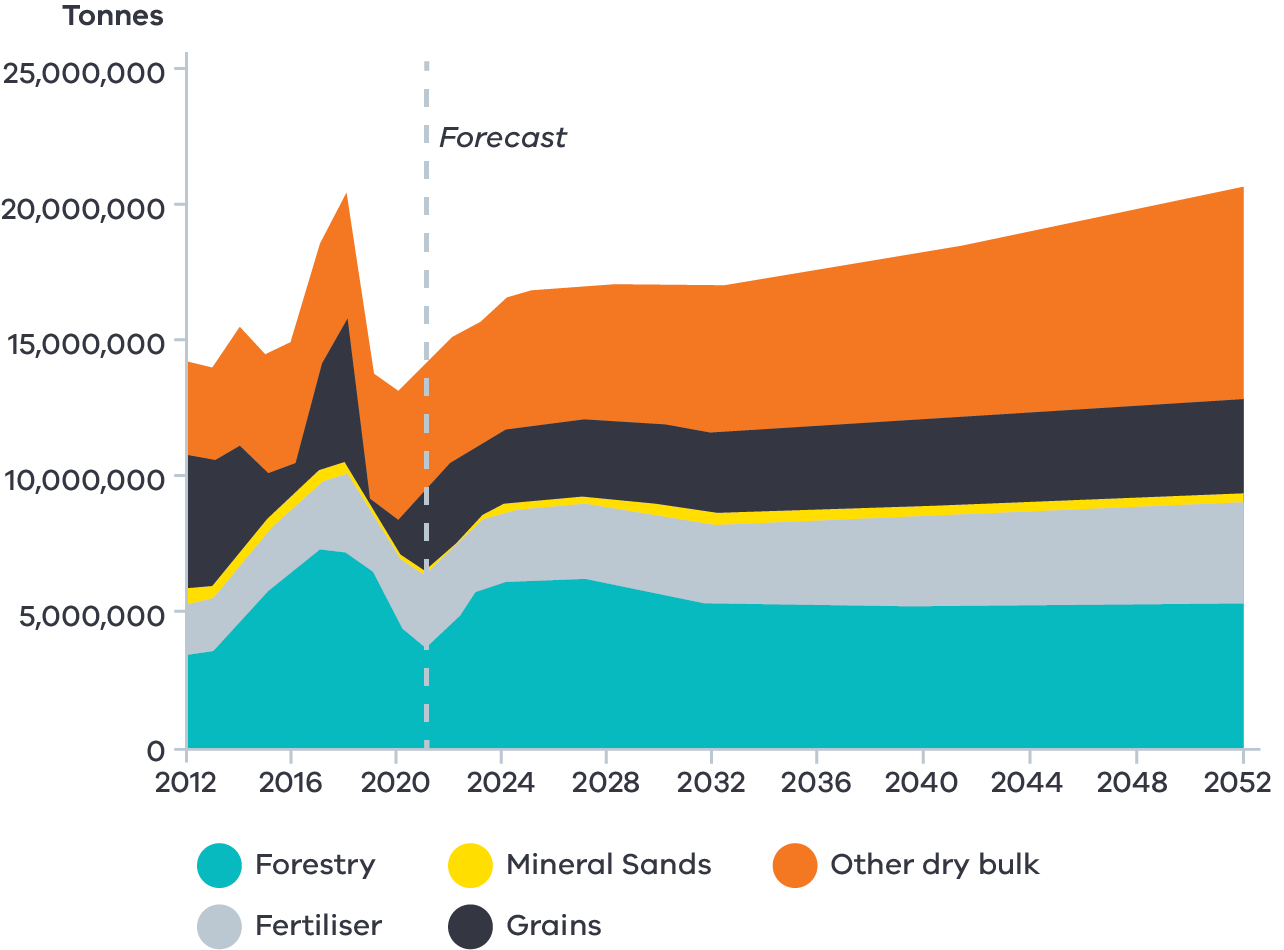 Tonnes
25,000,000
Forecast
20,000,000
15,000,000
10,000,000
5,000,000
0
2012 2016 2020 2024 2028 2032 2036 2040 2044 2048 2052
Forestry Mineral Sands Other dry bulk
Fertiliser Grains